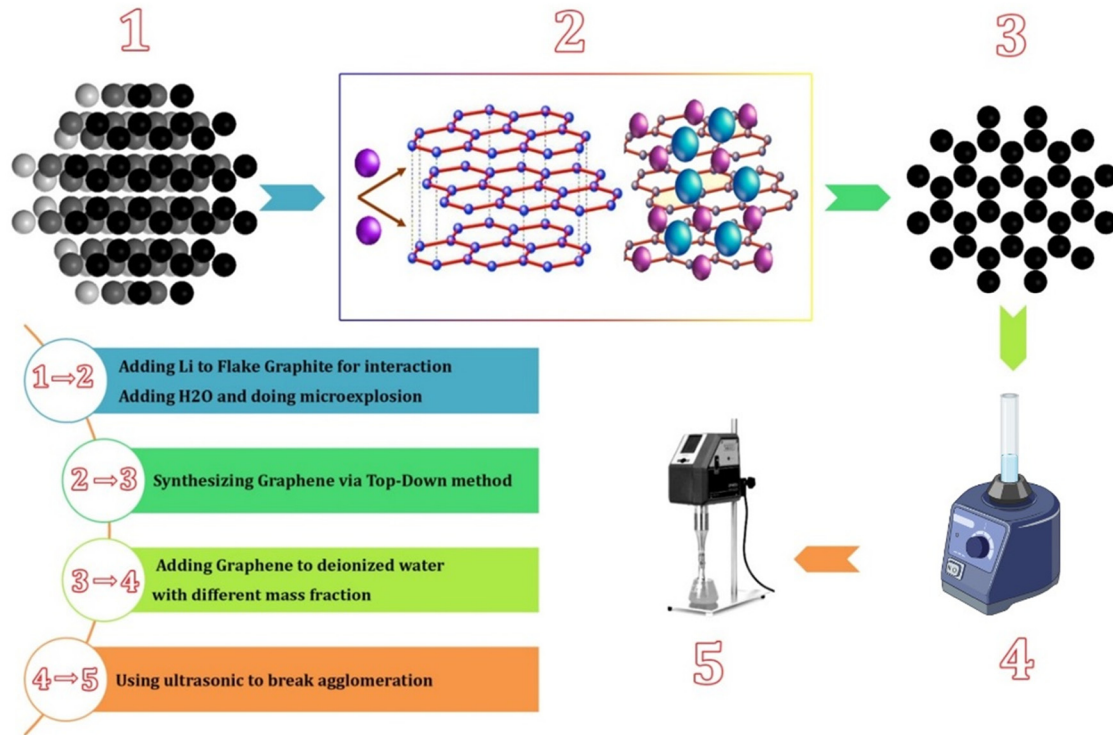 1
2
3
1→2
Adding Li to Flake Graphite for interaction
Adding H2O and doing microexplosion
2→3
Synthesizing Graphene via Top-Down method
3→4
Adding Graphene to deionized water
with different mass fraction
4→5
Using ultrasonic to break agglomeration
5
4